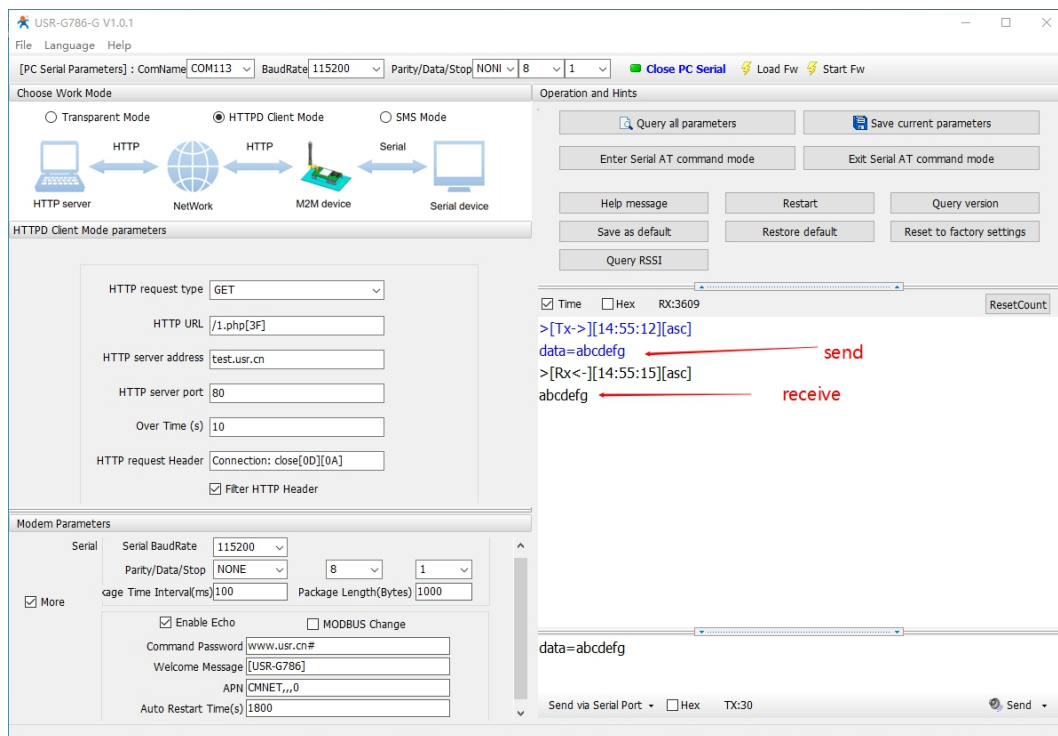 USR-G786-G V1.0.1
File Language Help
[PC Serial Parameters] : ComName COM113 BaudRate 115200 Parity/Data/Stop NONI 8 1 Close PC Serial Load Fw Start Fw
Choose Work Mode
Transparent Mode HTTPD Client Mode SMS Mode
HTTP HTTP Serial
HTTP server NetWork M2M device Serial device
HTTPD Client Mode parameters
HTTP request type GET
HTTP URL /1.php[3F]
HTTP server address test.usr.cn
HTTP server port 80
Over Time (s) 10
HTTP request Header Connection: close[0D][0A]
Filter HTTP Header
Modem Parameters
Serial Serial BaudRate 115200
Parity/Data/Stop NONE 8 1
kage Time Interval(ms) 100 Package Length(Bytes) 1000
More
Enable Echo MODBUS Change
Command Password www.usr.cn#
Welcome Message [USR-G786]
APN CMNET,,,0
Auto Restart Time(s) 1800
Operation and Hints
Query all parameters Save current parameters
Enter Serial AT command mode Exit Serial AT command mode
Help message Restart Query version
Save as default Restore default Reset to factory settings
Query RSSI
Time Hex RX:3609 ResetCount
>[Tx->][14:55:12][asc]
data=abcdefg send
>[Rx<-][14:55:15][asc]
abcdefg receive
data=abcdefg
Send via Serial Port Hex TX:30 Send